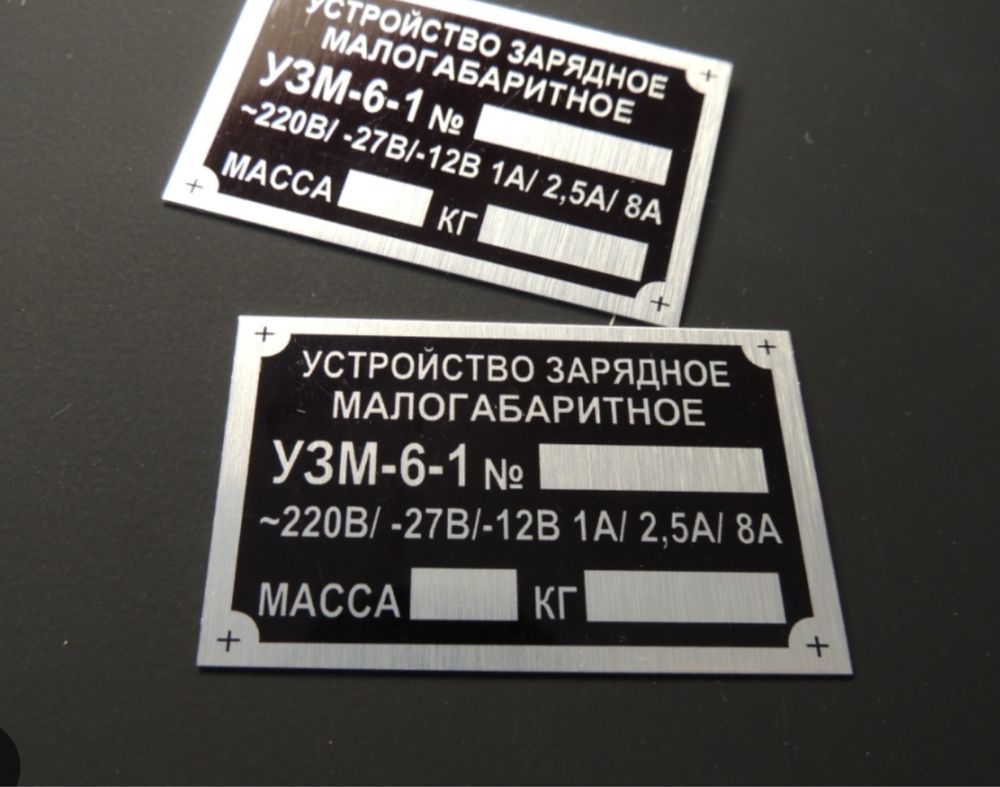 УСТРОЙСТВО ЗАРЯДНОЕ
МАЛОГАБАРИТНОЕ
УЗМ-6-1 №
~220В/ -27В/-12В 1А/ 2,5А/ 8А
МАССА КГ
УСТРОЙСТВО ЗАРЯДНОЕ
МАЛОГАБАРИТНОЕ
УЗМ-6-1 №
~220В/ -27В/-12В 1А/ 2,5А/ 8А
МАССА КГ